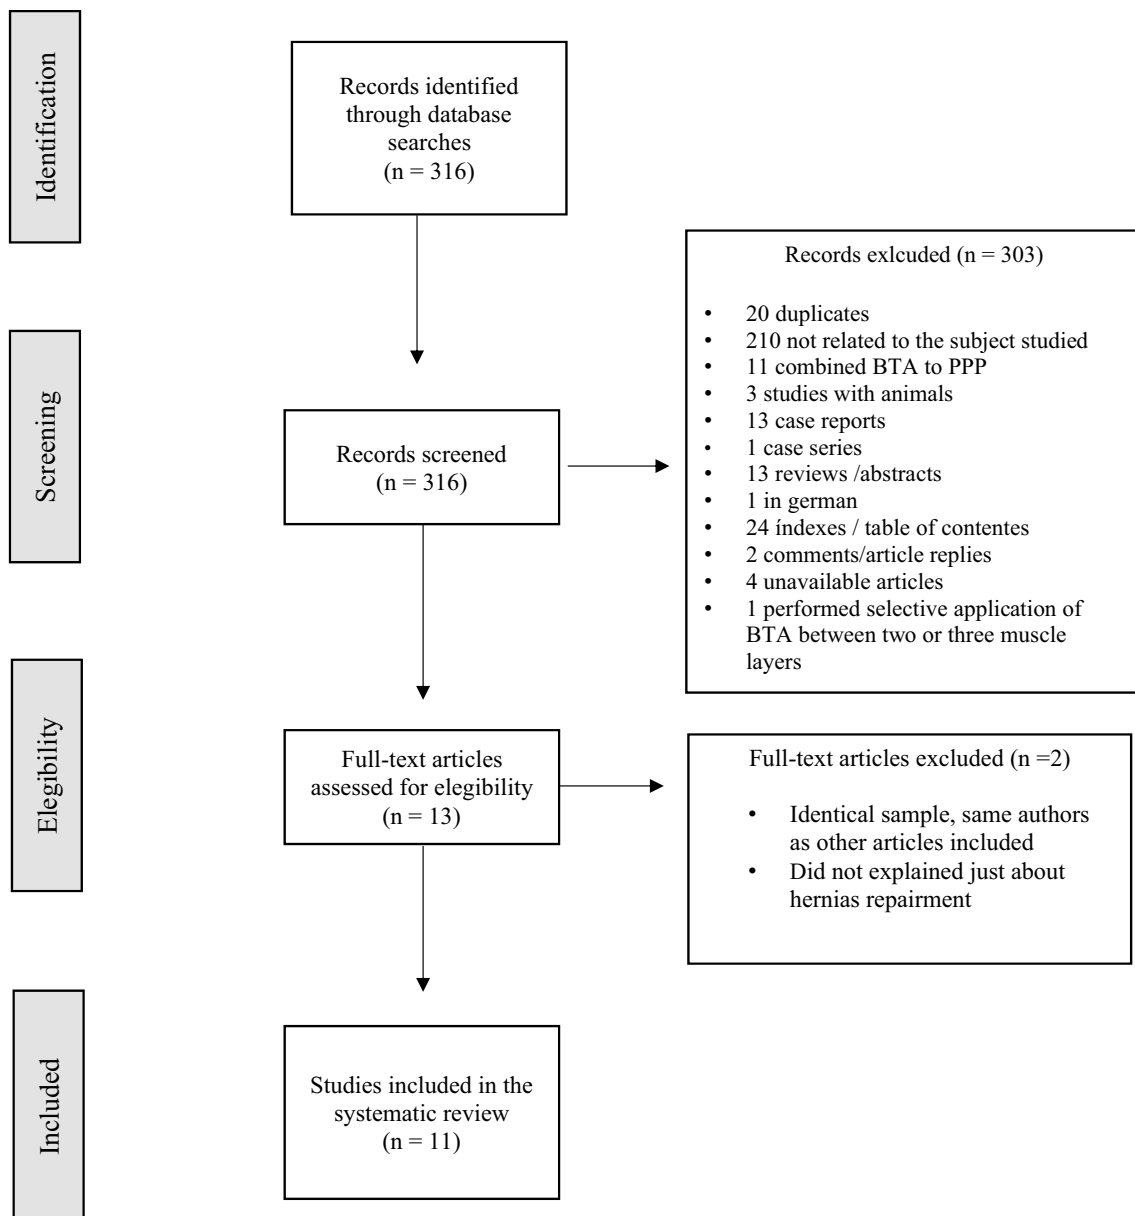 Identification
Records identified
through database
searches
(n = 316)
Records exlcuded (n = 303)
• 20 duplicates
• 210 not related to the subject studied
• 11 combined BTA to PPP
• 3 studies with animals
• 13 case reports
• 1 case series
• 13 reviews /abstracts
• 1 in german
• 24 índexes / table of contentes
• 2 comments/article replies
• 4 unavailable articles
• 1 performed selective application of
BTA between two or three muscle
layers
Screening
Records screened
(n = 316)
Elegibility
Full-text articles
assessed for elegibility
(n = 13)
Full-text articles excluded (n =2)
• Identical sample, same authors
as other articles included
• Did not explained just about
hernias repairment
Included
Studies included in the
systematic review
(n = 11)